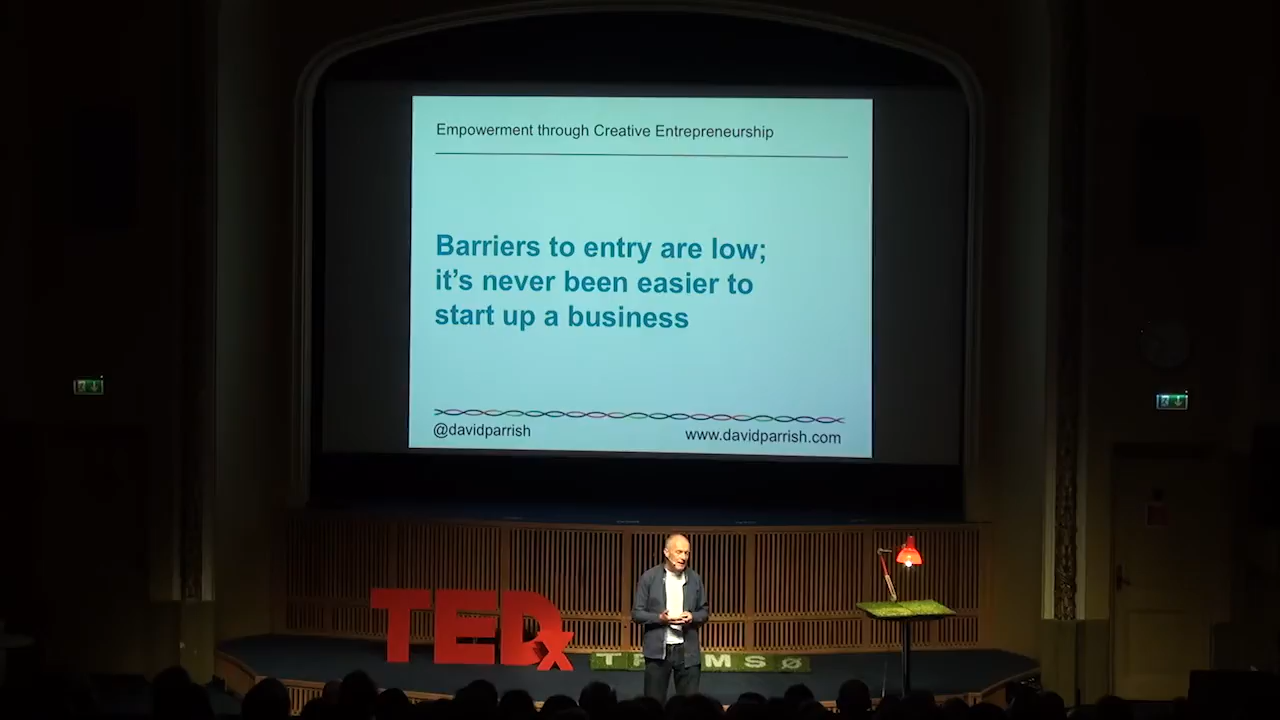 Empowerment through Creative Entrepreneurship
Barriers to entry are low;
it's never been easier to
start up a business
@davidparrish
www.davidparrish.com
TEDx